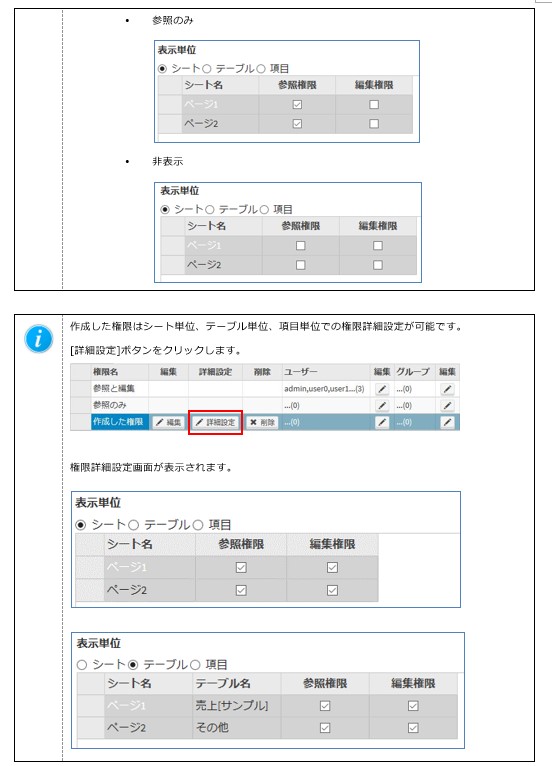 • 参照のみ
表示単位
シート テーブル 項目
シート名 参照権限 編集権限
ページ1
ページ2
• 非表示
表示単位
シート テーブル 項目
シート名 参照権限 編集権限
ページ1
ページ2
作成した権限はシート単位、テーブル単位、項目単位での権限詳細設定が可能です。
[詳細設定]ボタンをクリックします。
権限名 編集 詳細設定 削除 ユーザー 編集 グループ 編集
参照と編集 admin,user0,user1...(3) ...(0)
参照のみ ...(0) ...(0)
作成した権限 編集 詳細設定 削除 ...(0) ...(0)
権限詳細設定画面が表示されます。
表示単位
シート テーブル 項目
シート名 参照権限 編集権限
ページ1
ページ2
表示単位
シート テーブル 項目
シート名 テーブル名 参照権限 編集権限
ページ1 売上[サンプル]
ページ2 その他